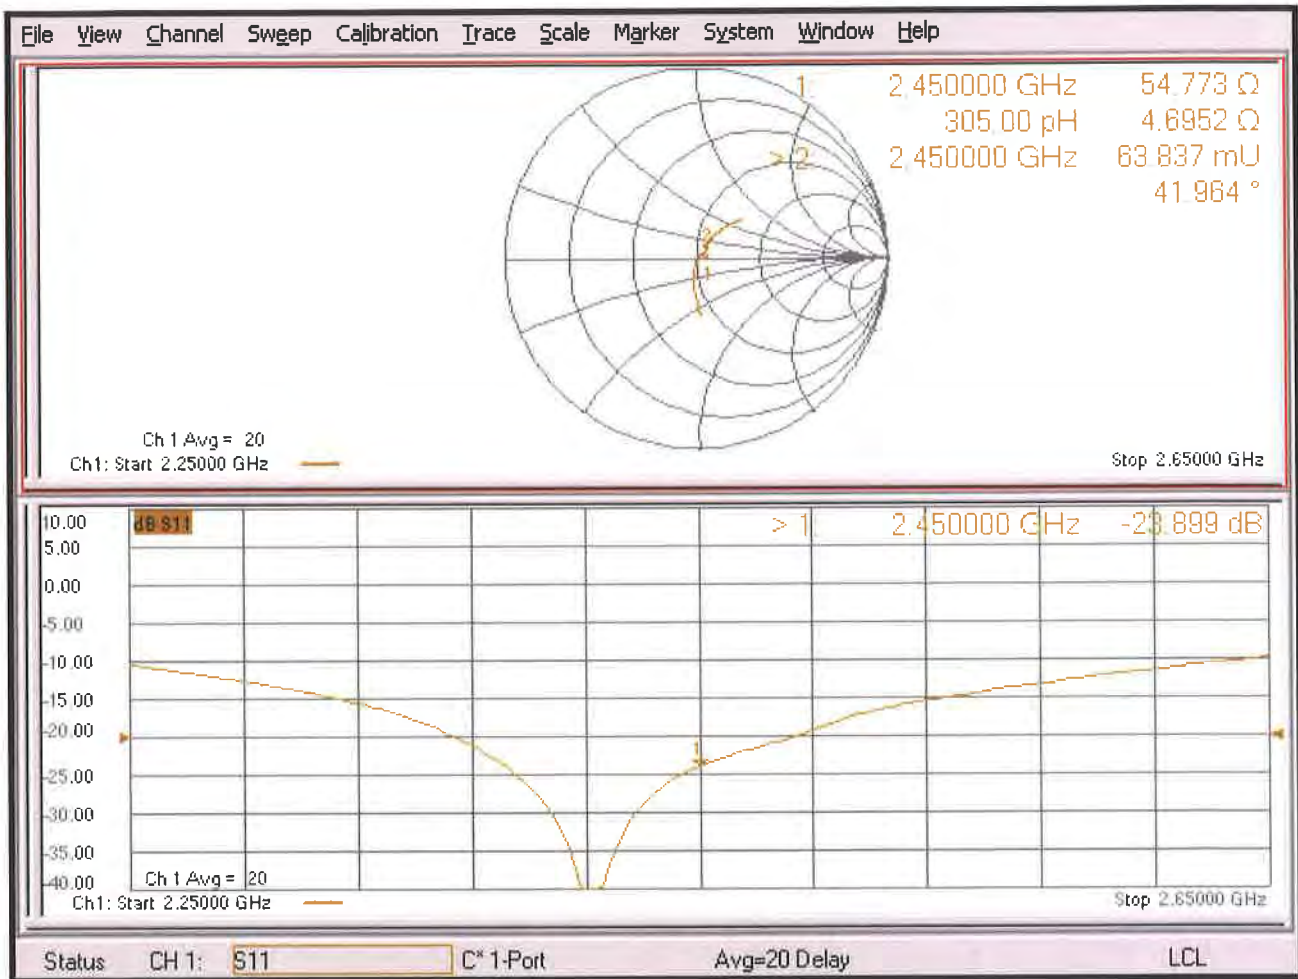 File View Channel Sweep Calibration Trace Scale Marker System Window Help
1. 2.450000 GHz 54.773 Ω
305.00 pH 4.6952 Ω
> 2. 2.450000 GHz 63.837 mU
41.964 °
2
1
Ch 1 Avg = 20
Ch1: Start 2.25000 GHz
Stop 2.65000 GHz
10.00
dB S11
> 1. 2.450000 GHz -23.899 dB
5.00
0.00
-5.00
-10.00
-15.00
-20.00
1
-25.00
-30.00
-35.00
-40.00
Ch 1 Avg = 20
Ch1: Start 2.25000 GHz
Stop 2.65000 GHz
Status CH 1: S11 C* 1-Port Avg=20 Delay LCL